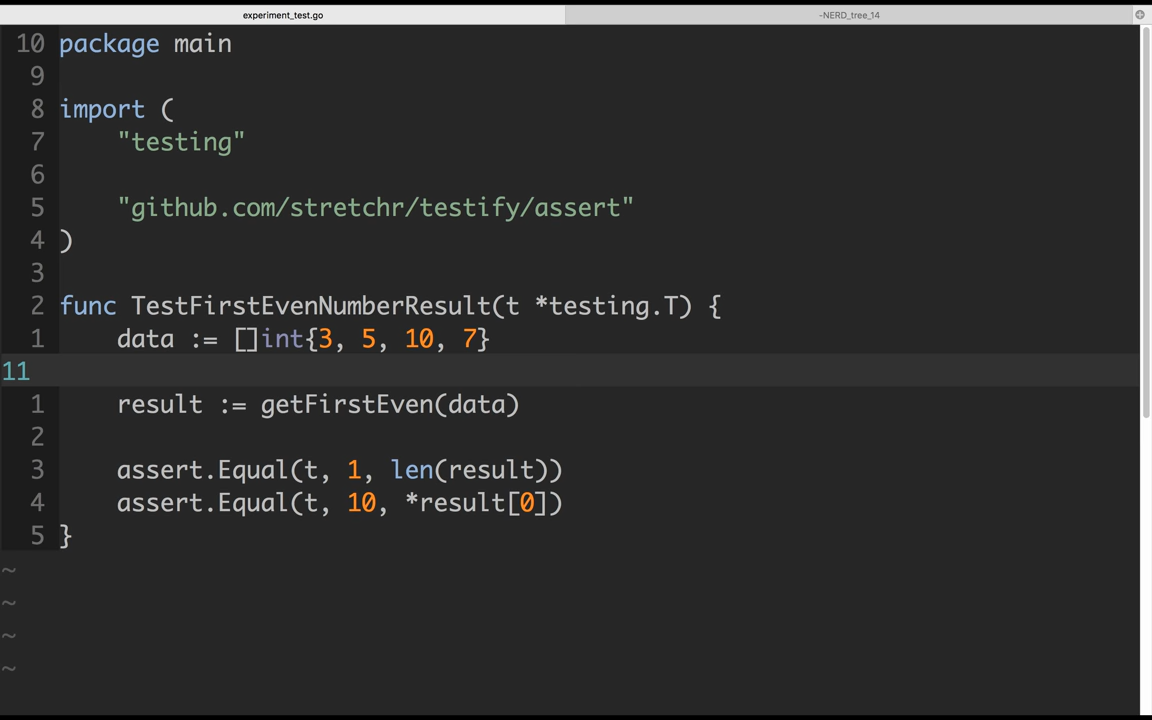 experiment_test.go -NERD_tree_14
10 package main
9
8 import (
7 "testing"
6
5 "github.com/stretchr/testify/assert"
4 )
3
2 func TestFirstEvenNumberResult(t *testing.T) {
1 data := []int{3, 5, 10, 7}
11
1 result := getFirstEven(data)
2
3 assert.Equal(t, 1, len(result))
4 assert.Equal(t, 10, *result[0])
5 }
~
~
~
~